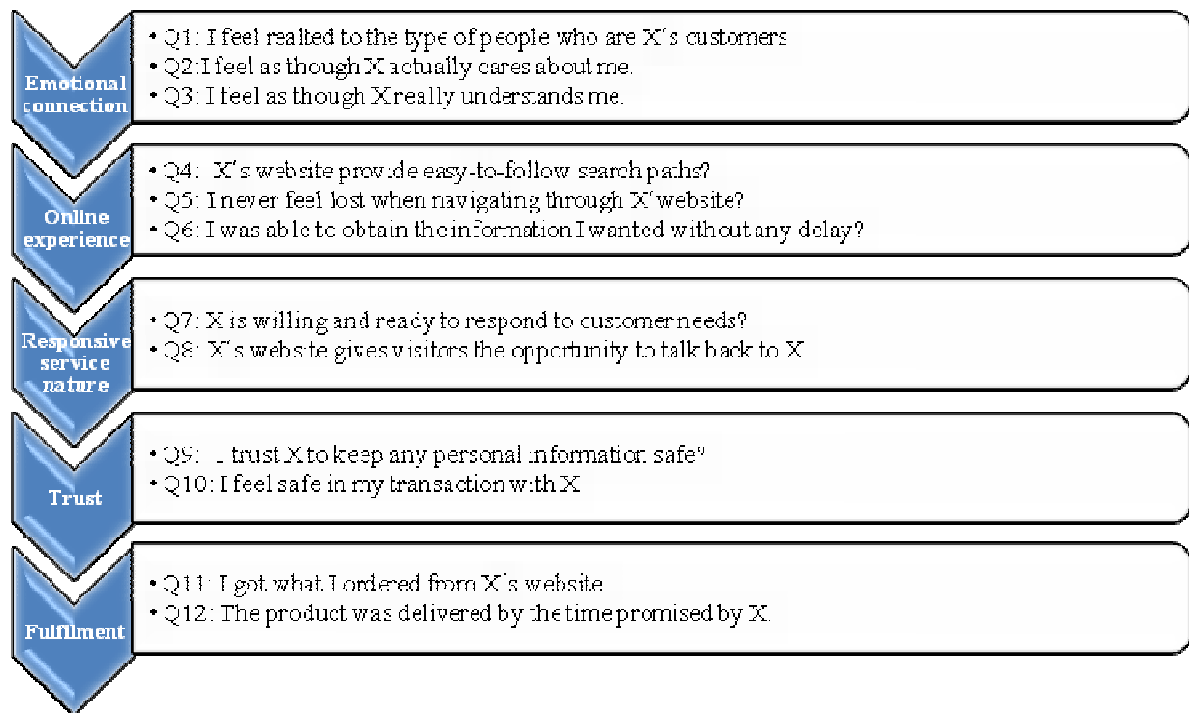 Emotional
connection
• Q1: I feel realted to the type of people who are X's customers
• Q2:I feel as though X actually cares about me.
• Q3: I feel as though X really understands me.
Online
experience
• Q4: X's website provide easy-to-follow search paths?
• Q5: I never feel lost when navigating through X' website?
• Q6: I was able to obtain the information I wanted without any delay?
Responsive
service
nature
• Q7: X is willing and ready to respond to customer needs?
• Q8: X's website gives visitors the opportunity to talk back to X
Trust
• Q9: I trust X to keep any personal information safe?
• Q10: I feel safe in my transaction with X
Fulfilment
• Q11: I got what I ordered from X's website
• Q12: The product was delivered by the time promised by X.